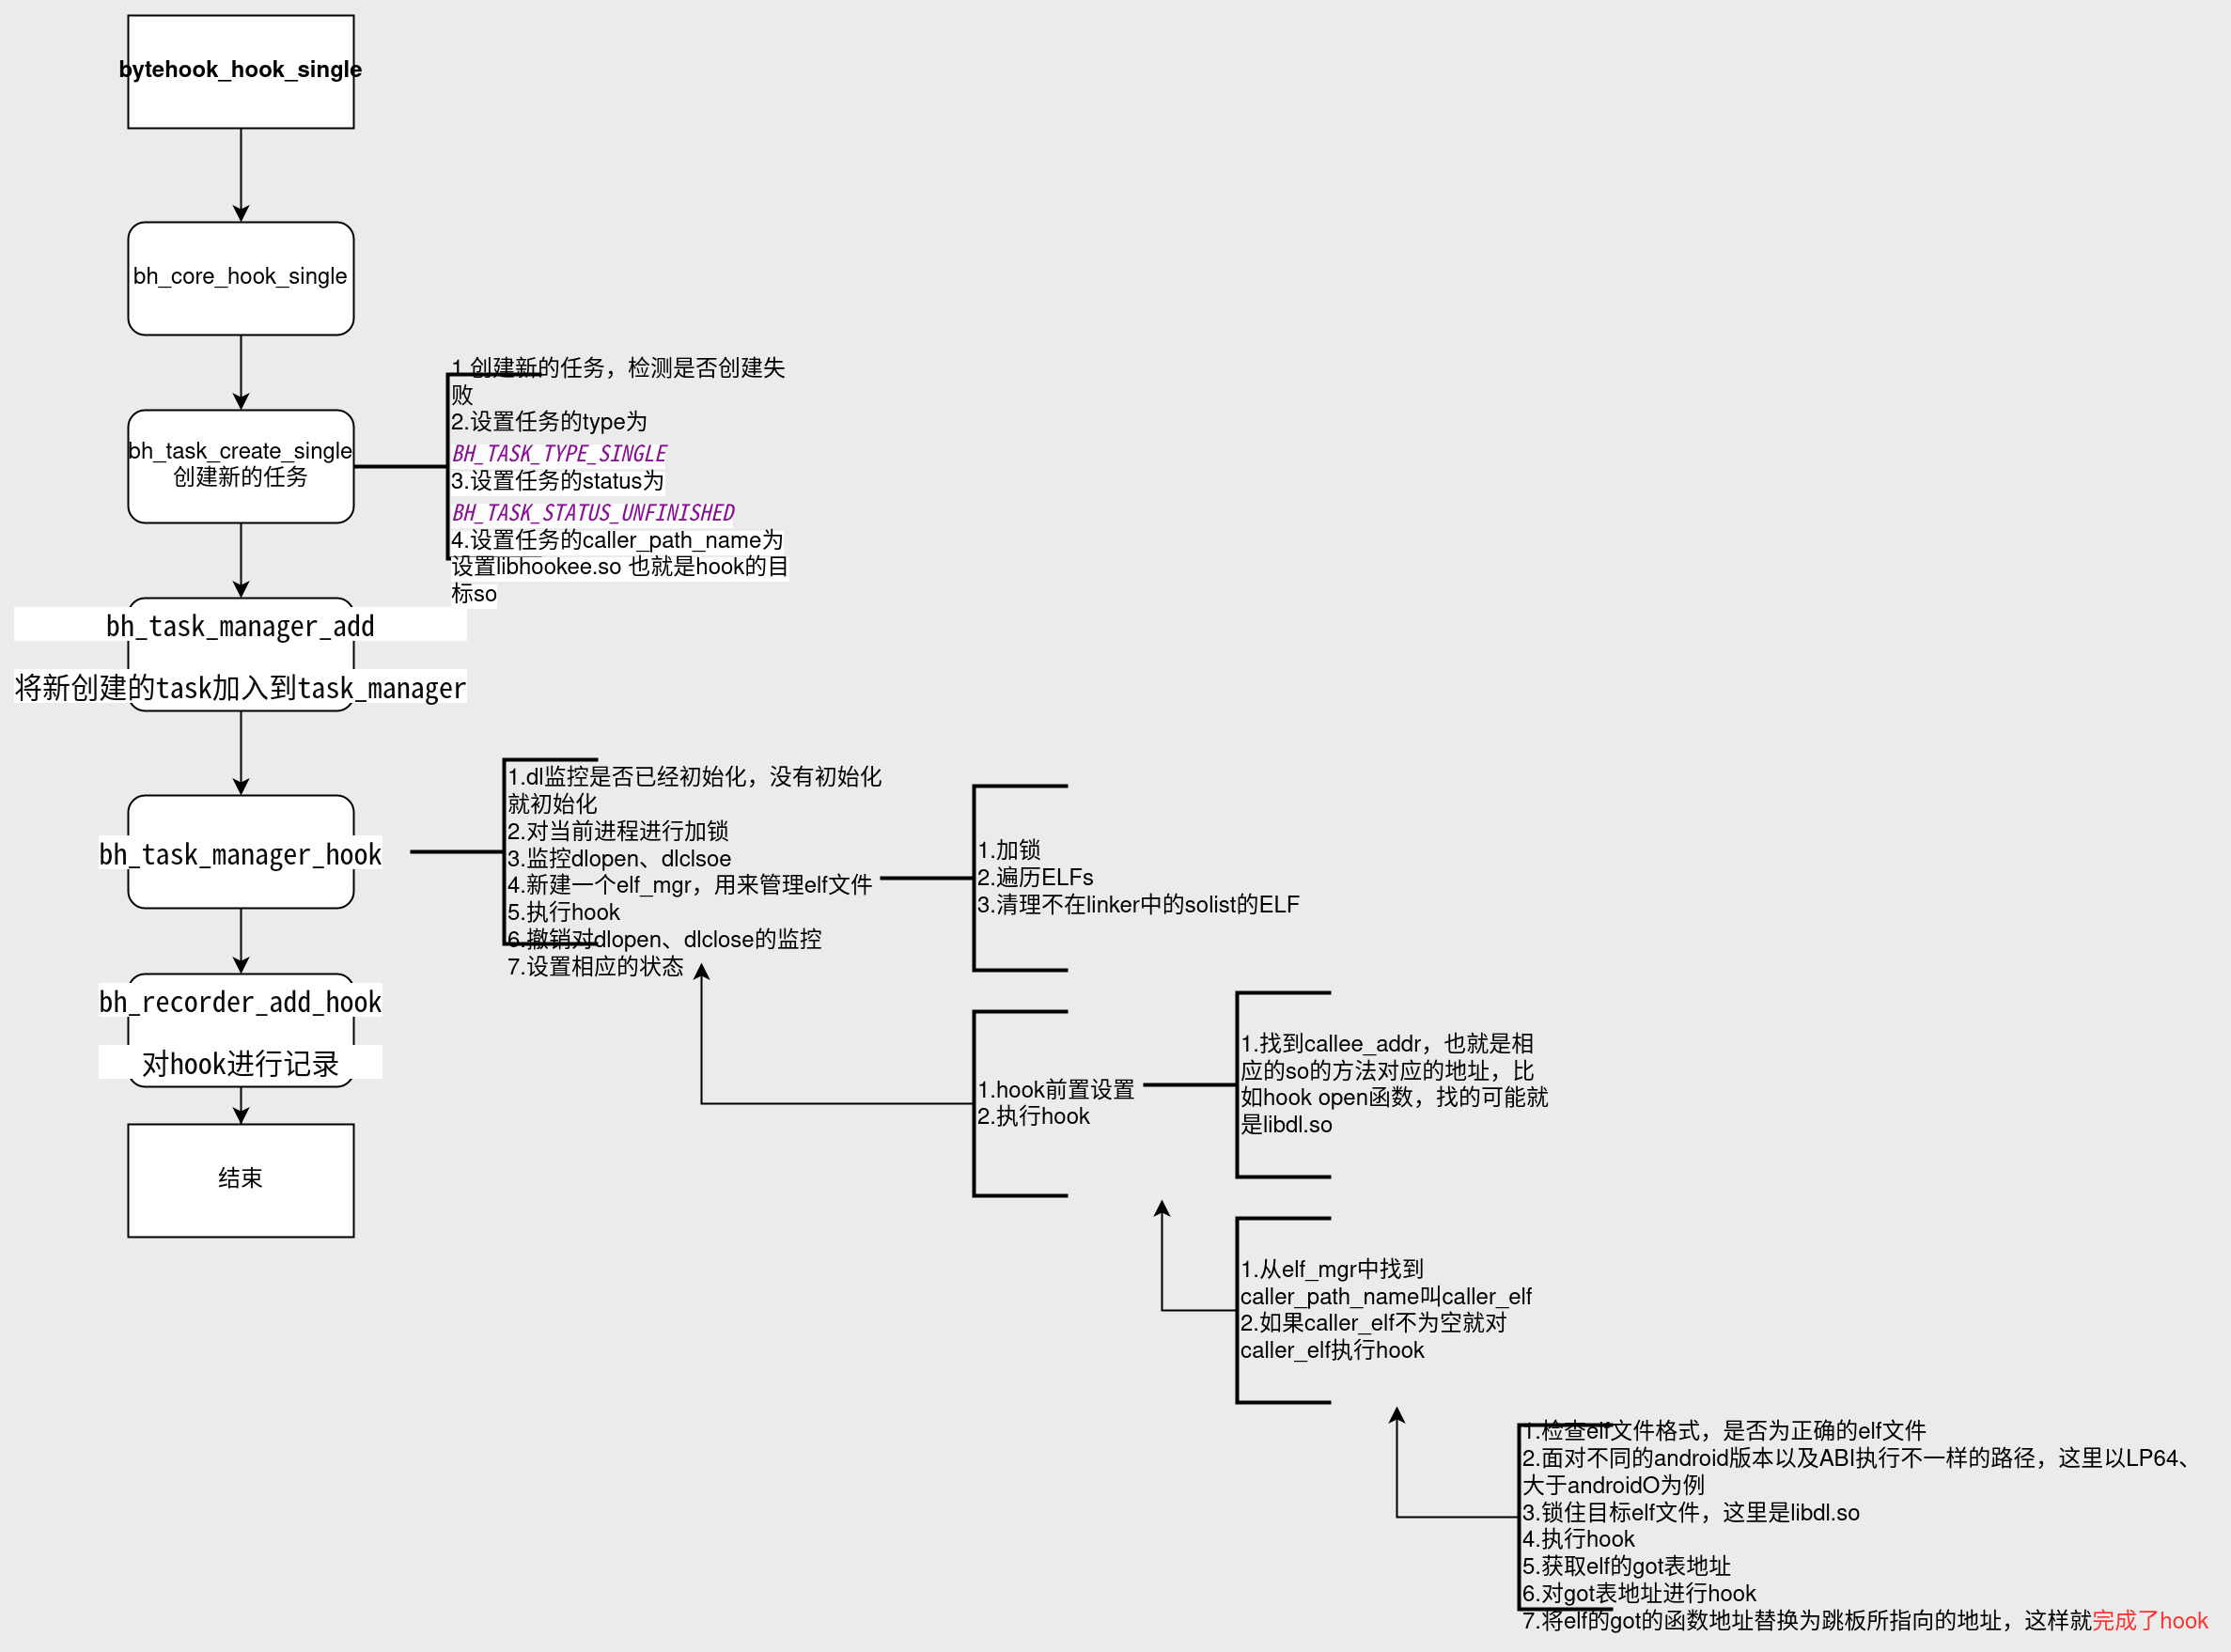 bytehook_hook_single
bh_core_hook_single
bh_task_create_single
创建新的任务
1 创建新的任务，检测是否创建失
败
2.设置任务的type为
BH_TASK_TYPE_SINGLE
3.设置任务的status为
BH_TASK_STATUS_UNFINISHED
4.设置任务的caller_path_name为
设置libhookee.so 也就是hook的目
标so
bh_task_manager_add
将新创建的task加入到task_manager
bh_task_manager_hook
1.dl监控是否已经初始化，没有初始化
就初始化
2.对当前进程进行加锁
3.监控dlopen、dlclsoe
4.新建一个elf_mgr，用来管理elf文件
5.执行hook
6.撤销对dlopen、dlclose的监控
7.设置相应的状态
1.加锁
2.遍历ELFs
3.清理不在linker中的solist的ELF
bh_recorder_add_hook
对hook进行记录
结束
1.hook前置设置
2.执行hook
1.找到callee_addr，也就是相
应的so的方法对应的地址，比
如hook open函数，找的可能就
是libdl.so
1.从elf_mgr中找到
caller_path_name叫caller_elf
2.如果caller_elf不为空就对
caller_elf执行hook
1.检查elf文件格式，是否为正确的elf文件
2.面对不同的android版本以及ABI执行不一样的路径，这里以LP64、
大于androidO为例
3.锁住目标elf文件，这里是libdl.so
4.执行hook
5.获取elf的got表地址
6.对got表地址进行hook
7.将elf的got的函数地址替换为跳板所指向的地址，这样就完成了hook